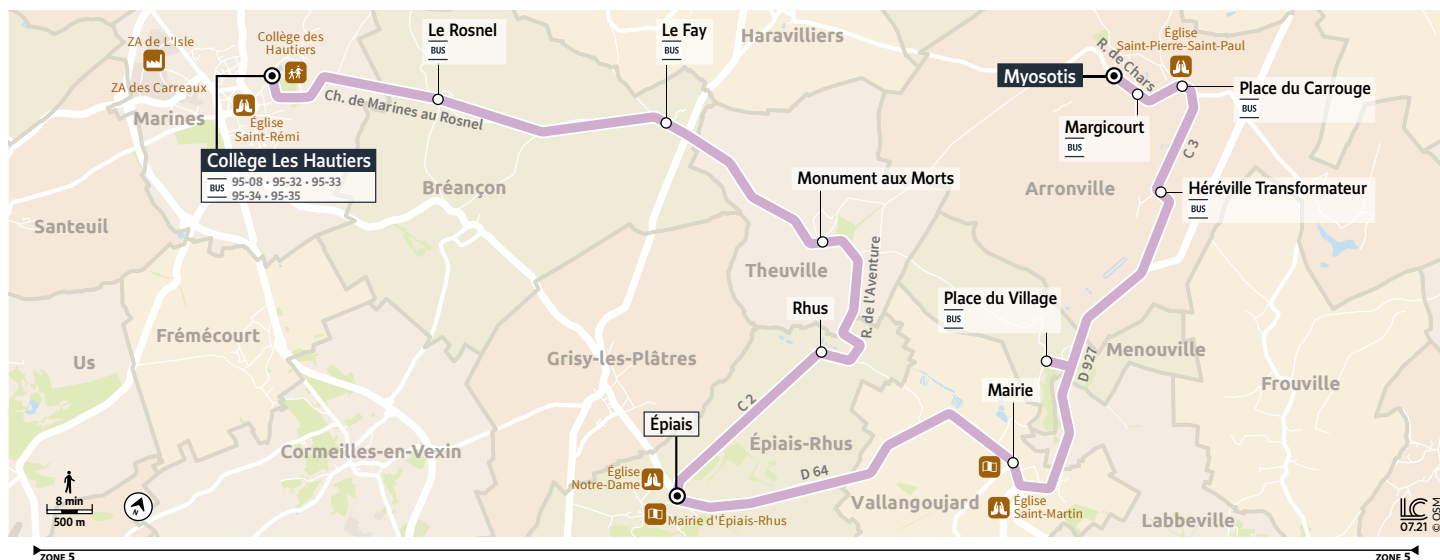 ZA de L'Isle
ZA des Carreaux
Marines
Collège des
Hautiers
Église
Saint-Rémi
Collège Les Hautiers
BUS
95-08 • 95-32 • 95-33
95-34 • 95-35
Le Rosnel
BUS
Ch. de Marines au Rosnel
Le Fay
BUS
Haravilliers
Bréançon
Santeuil
Us
Frémécourt
Cormeilles-en-Vexin
Grisy-les-Plâtres
Monument aux Morts
Theuville
R. de l'Aventure
Rhus
C 2
Épiais
Épiais-Rhus
Église
Notre-Dame
Mairie d'Épiais-Rhus
D 64
Vallangoujard
Mairie
Église
Saint-Martin
Labbeville
Place du Village
BUS
D 927
Menouville
Frouville
Arronville
Myosotis
R. de Chars
Église
Saint-Pierre-Saint-Paul
Margicourt
BUS
Place du Carrouge
BUS
C 3
Héréville Transformateur
BUS
8 min
500 m
N
LC
07.21
© OSM
ZONE 5
ZONE 5